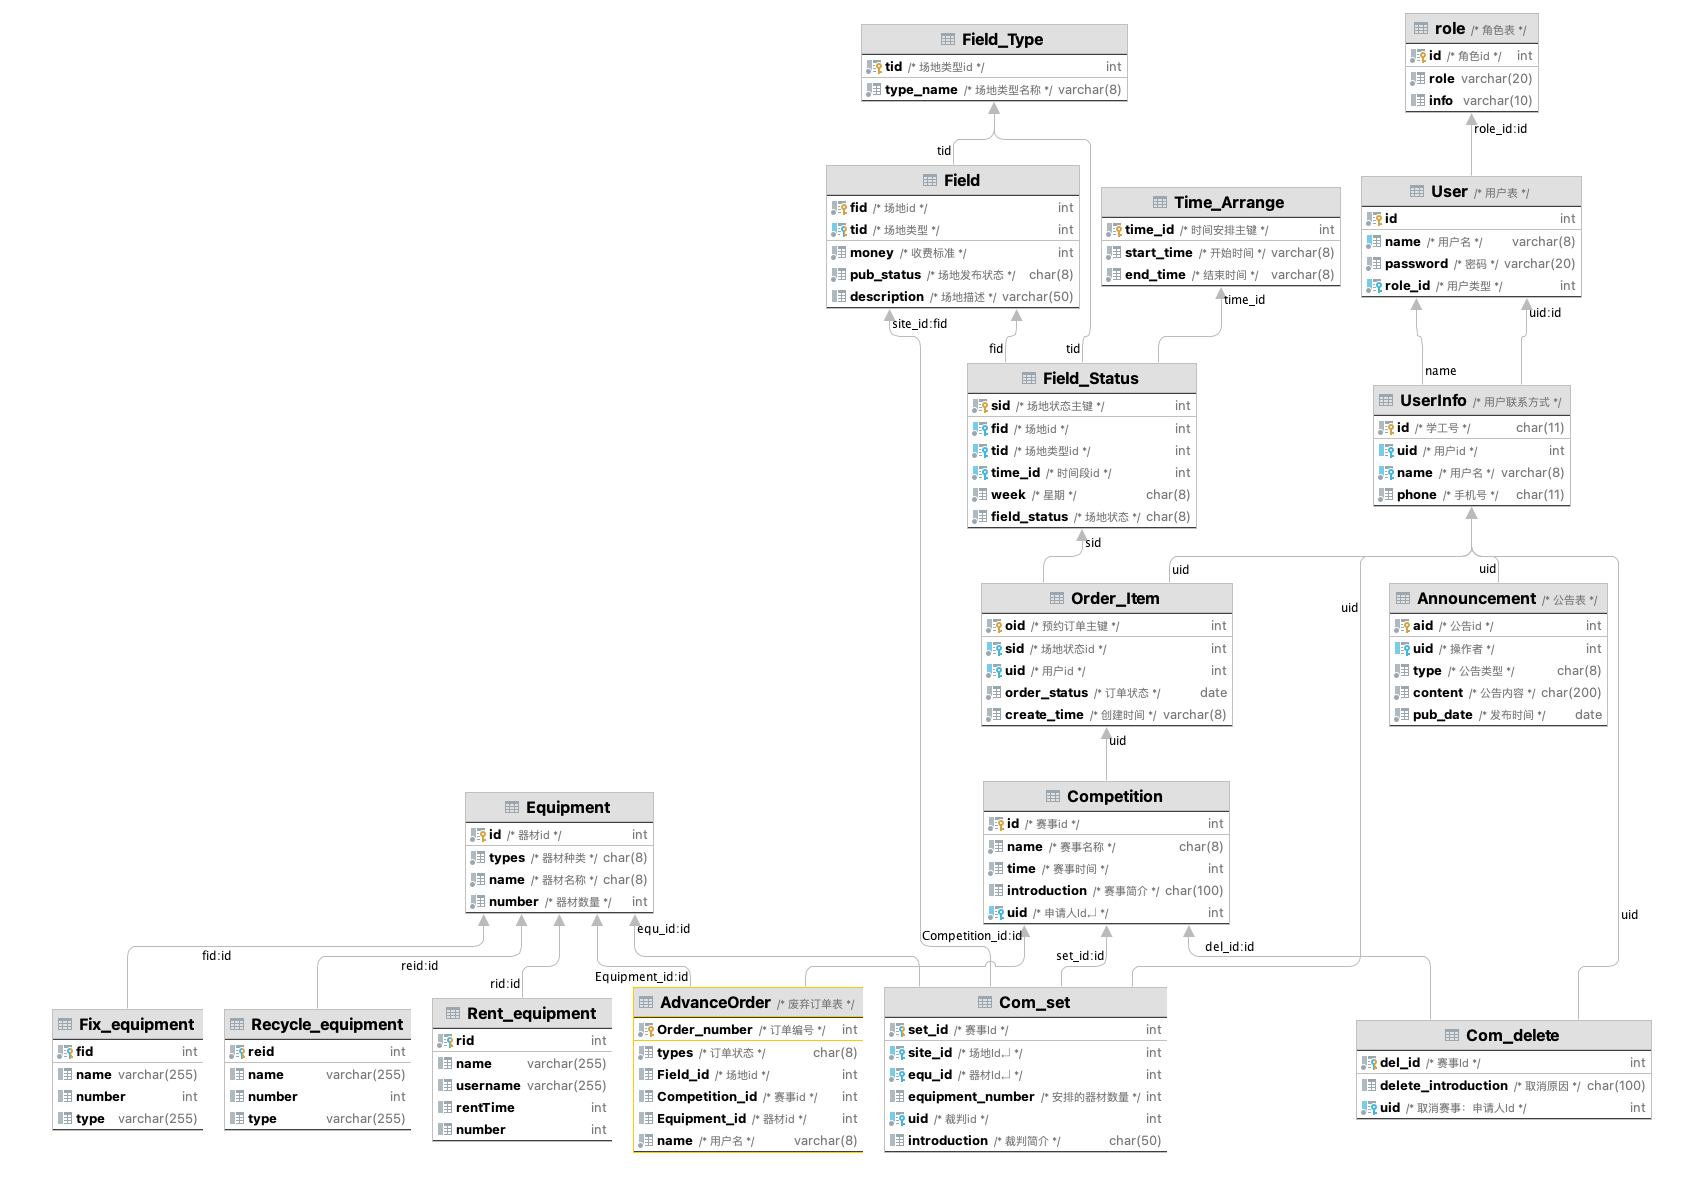 Field_Type
tid /* 场地类型id */ int
type_name /* 场地类型名称 */ varchar(8)
role /* 角色表 */
id /* 角色id */ int
role varchar(20)
info varchar(10)
role_id:id
tid
Field
fid /* 场地id */ int
tid /* 场地类型 */ int
money /* 收费标准 */ int
pub_status /* 场地发布状态 */ char(8)
description /* 场地描述 */ varchar(50)
Time_Arrange
time_id /* 时间安排主键 */ int
start_time /* 开始时间 */ varchar(8)
end_time /* 结束时间 */ varchar(8)
User /* 用户表 */
id int
name /* 用户名 */ varchar(8)
password /* 密码 */ varchar(20)
role_id /* 用户类型 */ int
site_id:fid
time_id
uid:id
fid
tid
name
Field_Status
sid /* 场地状态主键 */ int
fid /* 场地id */ int
tid /* 场地类型id */ int
time_id /* 时间段id */ int
week /* 星期 */ char(8)
field_status /* 场地状态 */ char(8)
UserInfo /* 用户联系方式 */
id /* 学工号 */ char(11)
uid /* 用户id */ int
name /* 用户名 */ varchar(8)
phone /* 手机号 */ char(11)
sid
uid
uid
uid
Order_Item
oid /* 预约订单主键 */ int
sid /* 场地状态id */ int
uid /* 用户id */ int
order_status /* 订单状态 */ date
create_time /* 创建时间 */ varchar(8)
Announcement /* 公告表 */
aid /* 公告id */ int
uid /* 操作者 */ int
type /* 公告类型 */ char(8)
content /* 公告内容 */ char(200)
pub_date /* 发布时间 */ date
uid
Equipment
id /* 器材id */ int
types /* 器材种类 */ char(8)
name /* 器材名称 */ char(8)
number /* 器材数量 */ int
Competition
id /* 赛事id */ int
name /* 赛事名称 */ char(8)
time /* 赛事时间 */ int
introduction /* 赛事简介 */ char(100)
uid /* 申请人Id↵ */ int
uid
equ_id:id
Competition_id:id
del_id:id
fid:id
reid:id
rid:id
Equipment_id:id
set_id:id
Fix_equipment
fid int
name varchar(255)
number int
type varchar(255)
Recycle_equipment
reid int
name varchar(255)
number int
type varchar(255)
Rent_equipment
rid int
name varchar(255)
username varchar(255)
rentTime int
number int
AdvanceOrder /* 废弃订单表 */
Order_number /* 订单编号 */ int
types /* 订单状态 */ char(8)
Field_id /* 场地id */ int
Competition_id /* 赛事id */ int
Equipment_id /* 器材id */ int
name /* 用户名 */ varchar(8)
Com_set
set_id /* 赛事Id */ int
site_id /* 场地Id↵ */ int
equ_id /* 器材Id↵ */ int
equipment_number /* 安排的器材数量 */ int
uid /* 裁判id */ int
introduction /* 裁判简介 */ char(50)
Com_delete
del_id /* 赛事Id */ int
delete_introduction /* 取消原因 */ char(100)
uid /* 取消赛事：申请人Id */ int